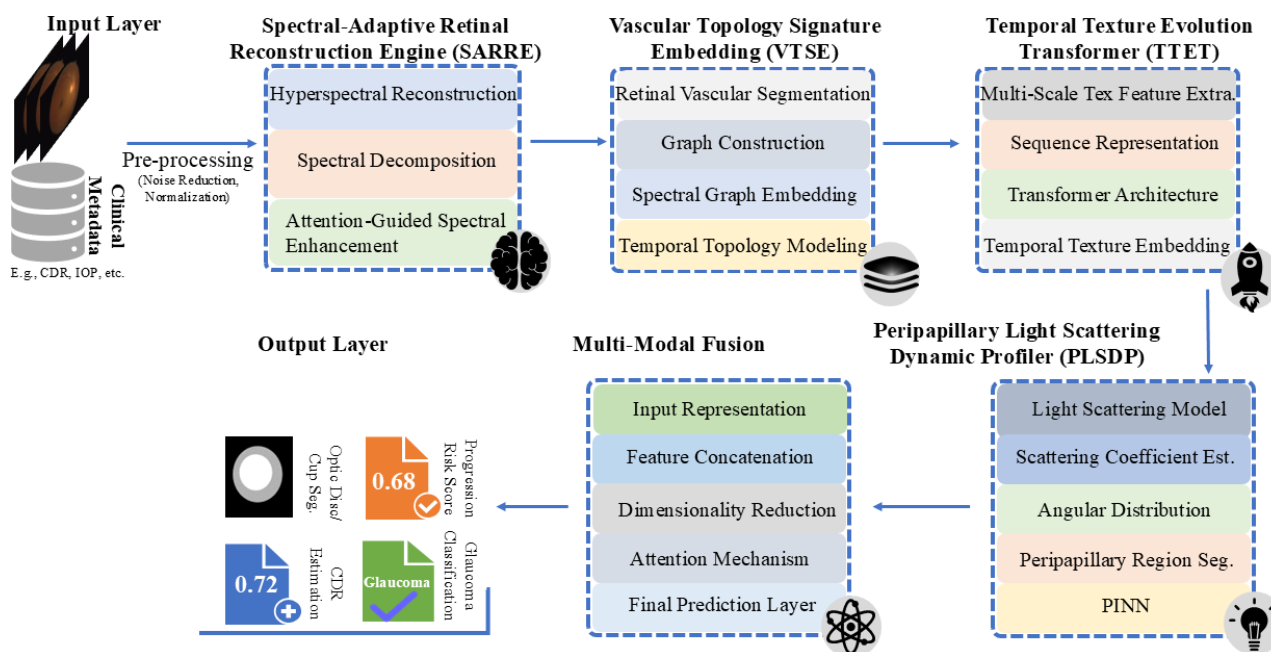 Input Layer
Clinical
Metadata
E.g., CDR, IOP, etc.
Pre-processing
(Noise Reduction,
Normalization)
Spectral-Adaptive Retinal
Reconstruction Engine (SARRE)
Hyperspectral Reconstruction
Spectral Decomposition
Attention-Guided Spectral
Enhancement
Vascular Topology Signature
Embedding (VTSE)
Retinal Vascular Segmentation
Graph Construction
Spectral Graph Embedding
Temporal Topology Modeling
Temporal Texture Evolution
Transformer (TTET)
Multi-Scale Tex Feature Extra.
Sequence Representation
Transformer Architecture
Temporal Texture Embedding
Peripapillary Light Scattering
Dynamic Profiler (PLSDP)
Light Scattering Model
Scattering Coefficient Est.
Angular Distribution
Peripapillary Region Seg.
PINN
Multi-Modal Fusion
Input Representation
Feature Concatenation
Dimensionality Reduction
Attention Mechanism
Final Prediction Layer
Output Layer
Optic Disc/
Cup Seg.
0.68
Progression
Risk Score
0.72
CDR
Estimation
Glaucoma
Glaucoma
Classification